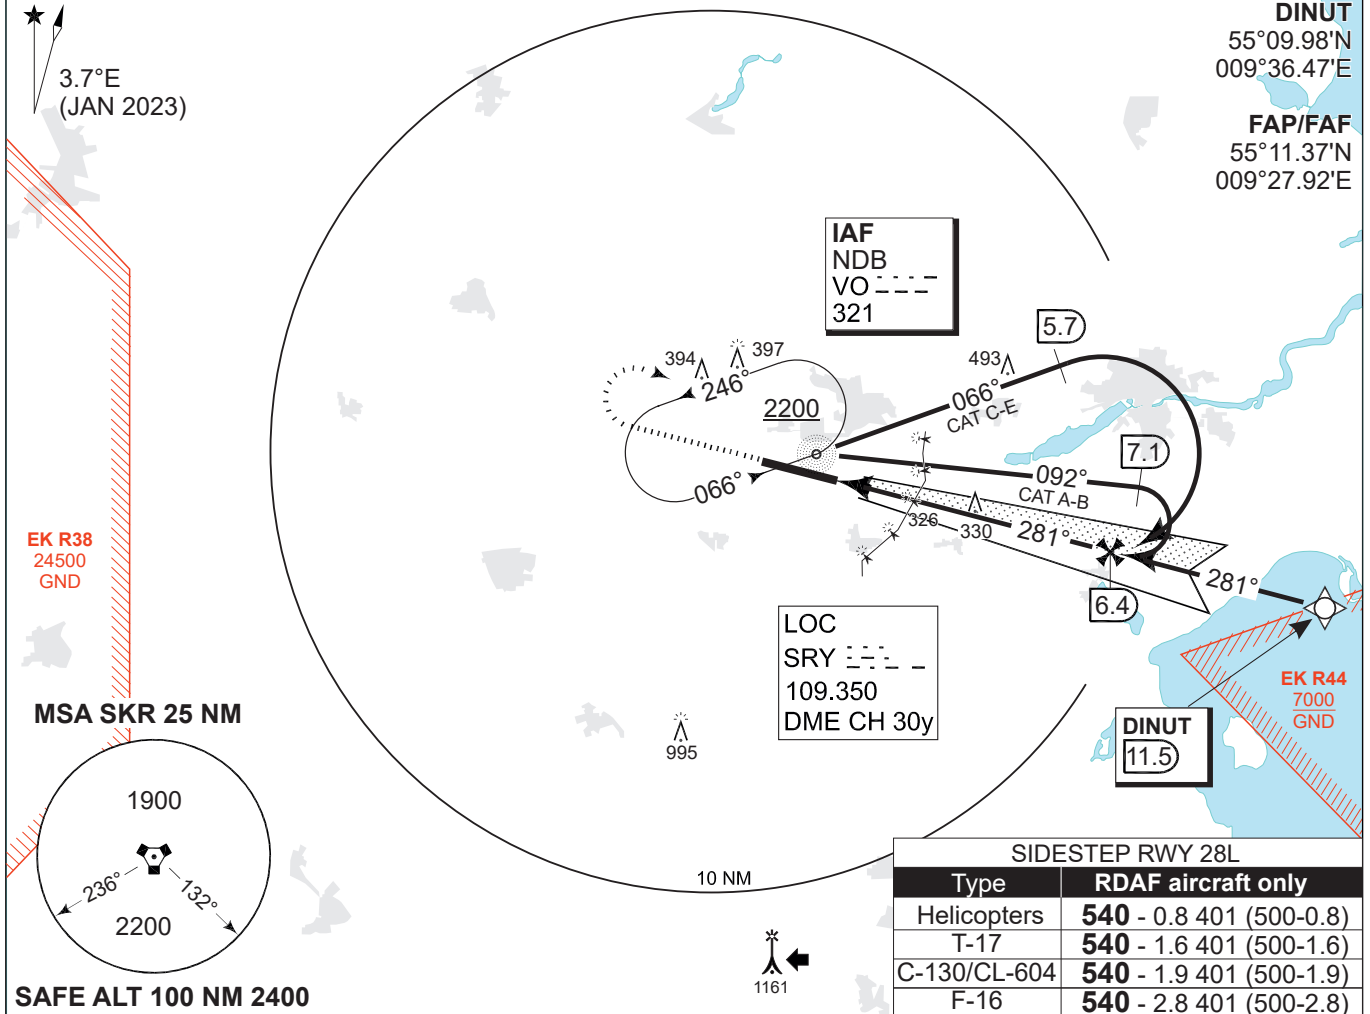 3.7°E
(JAN 2023)
DINUT
55°09.98'N
009°36.47'E
FAP/FAF
55°11.37'N
009°27.92'E
IAF
NDB
VO
321
5.7
394
397
493
246°
2200
066°
CAT C-E
7.1
092°
CAT A-B
066°
326
330
281°
281°
6.4
EK R38
24500
GND
LOC
SRY
109.350
DME CH 30y
EK R44
7000
GND
DINUT
11.5
995
MSA SKR 25 NM
1900
236°
132°
2200
SAFE ALT 100 NM 2400
10 NM
1161
SIDESTEP RWY 28L
Type RDAF aircraft only
Helicopters 540 - 0.8 401 (500-0.8)
T-17 540 - 1.6 401 (500-1.6)
C-130/CL-604 540 - 1.9 401 (500-1.9)
F-16 540 - 2.8 401 (500-2.8)